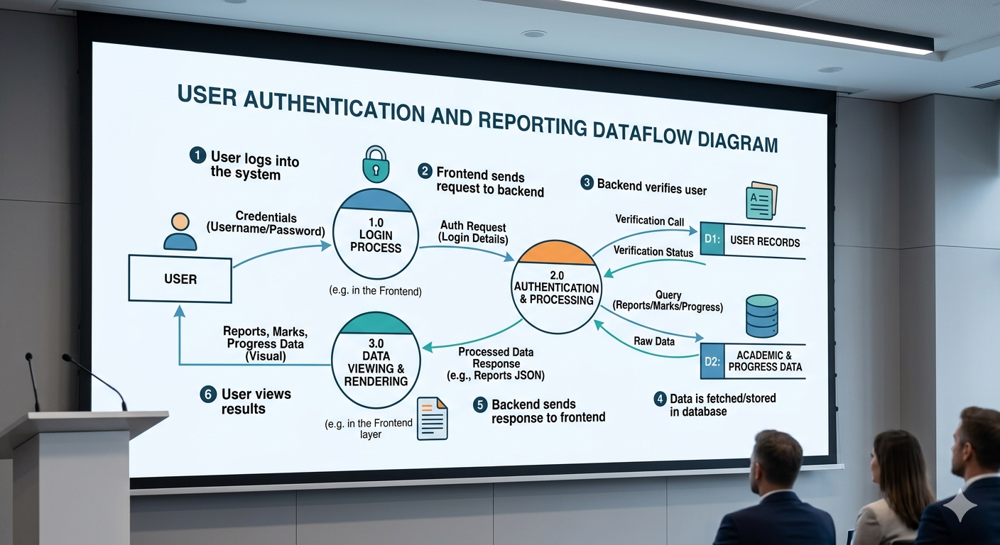 USER AUTHENTICATION AND REPORTING DATAFLOW DIAGRAM
1 User logs into
the system
2 Frontend sends
request to backend
3 Backend verifies user
Credentials
(Username/Password)
1.0
LOGIN
PROCESS
(e.g. in the Frontend)
Auth Request
(Login Details)
Verification Call
D1: USER RECORDS
Verification Status
USER
2.0
AUTHENTICATION
& PROCESSING
Query
(Reports/Marks/Progress)
Raw Data
D2: ACADEMIC &
PROGRESS DATA
Reports, Marks,
Progress Data
(Visual)
3.0
DATA
VIEWING &
RENDERING
(e.g. in the Frontend
layer
Processed Data
Response
(e.g., Reports JSON)
6 User views
results
5 Backend sends
response to frontend
4 Data is fetched/stored
in database
A